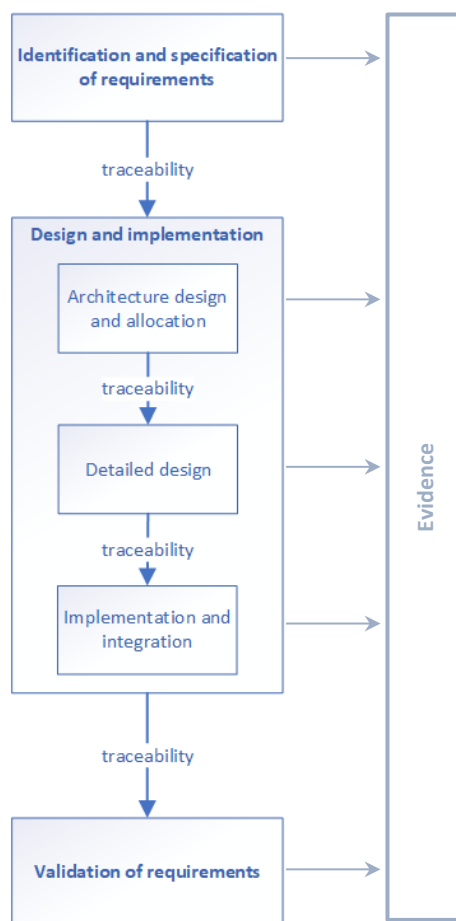 Identification and specification
of requirements
traceability
Design and implementation
Architecture design
and allocation
traceability
Detailed design
traceability
Implementation and
integration
traceability
Validation of requirements
Evidence